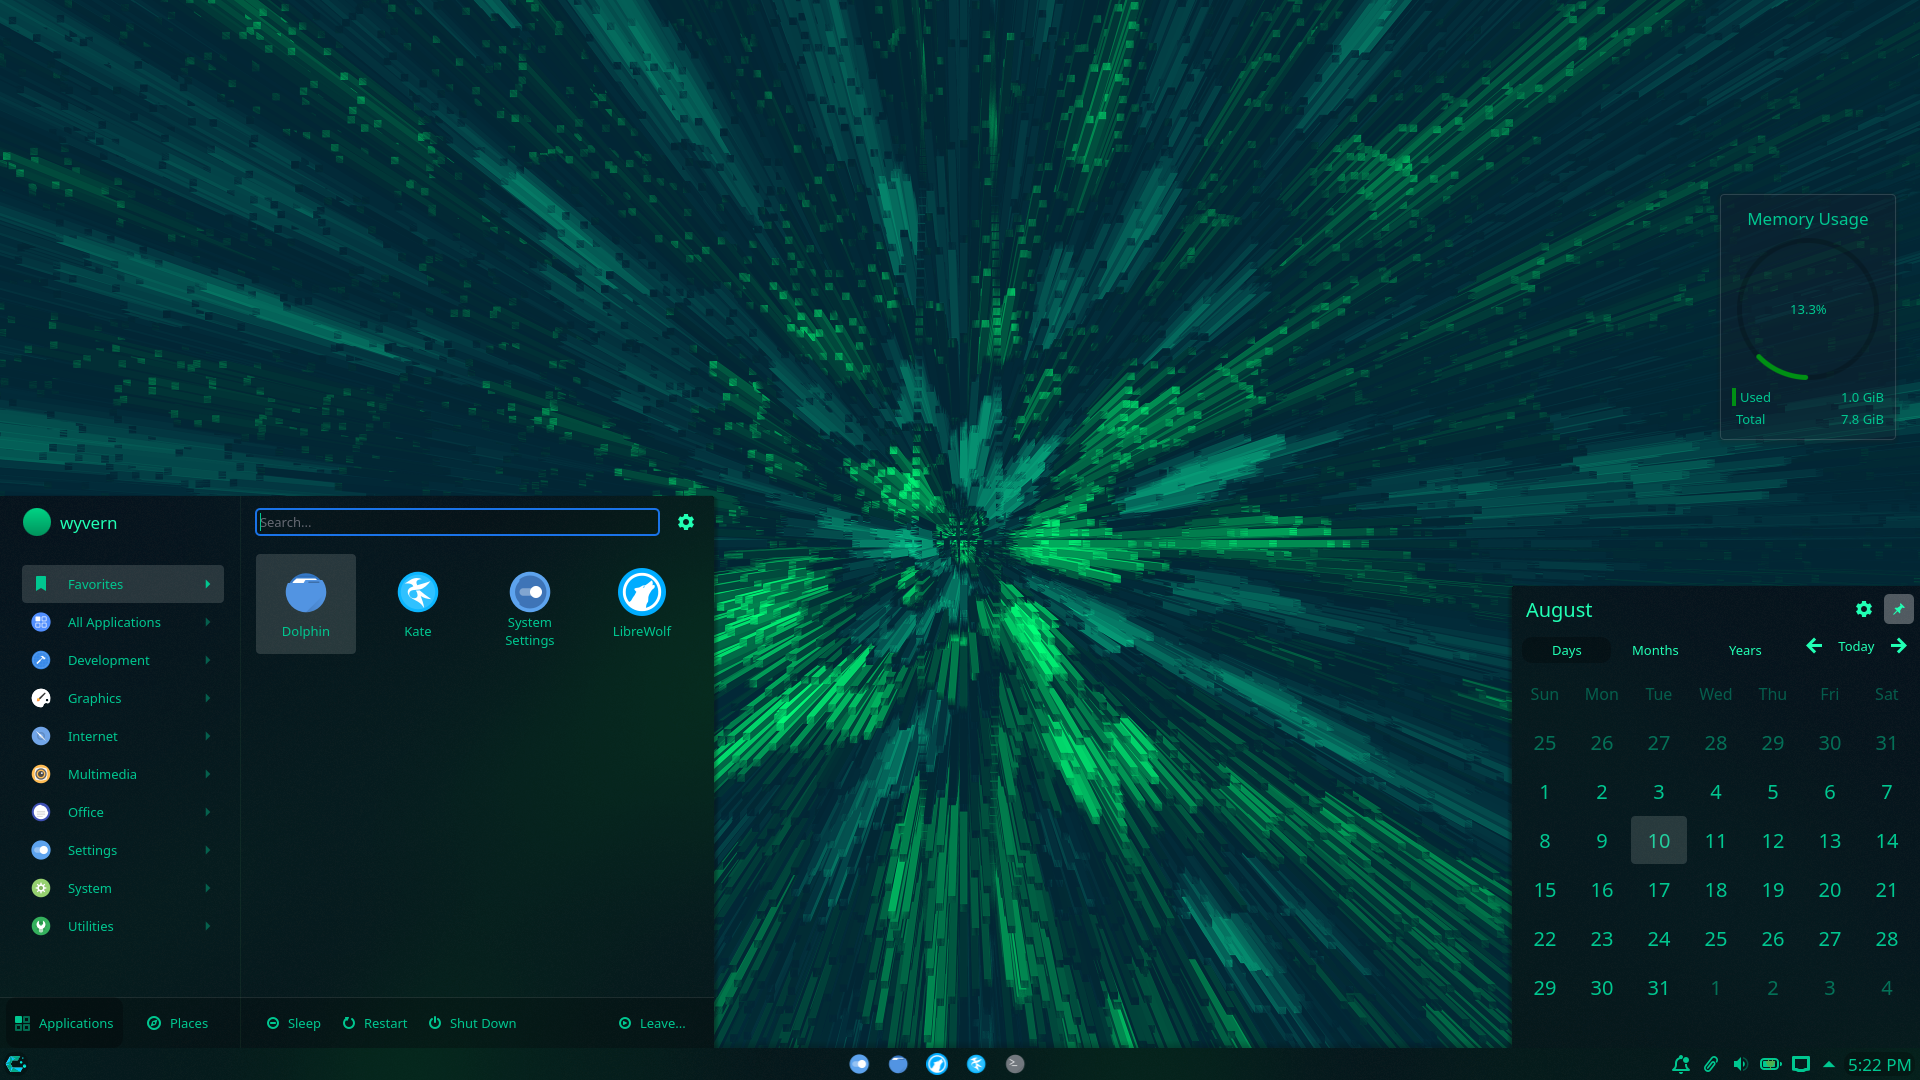 Memory Usage
13.3%
Used 1.0 GiB
Total 7.8 GiB
wyvern
Search...
Favorites
All Applications
Development
Graphics
Internet
Multimedia
Office
Settings
System
Utilities
Dolphin
Kate
System
Settings
LibreWolf
Applications
Places
Sleep
Restart
Shut Down
Leave...
August
Days Months Years Today
Sun Mon Tue Wed Thu Fri Sat
25 26 27 28 29 30 31
1 2 3 4 5 6 7
8 9 10 11 12 13 14
15 16 17 18 19 20 21
22 23 24 25 26 27 28
29 30 31 1 2 3 4
5:22 PM